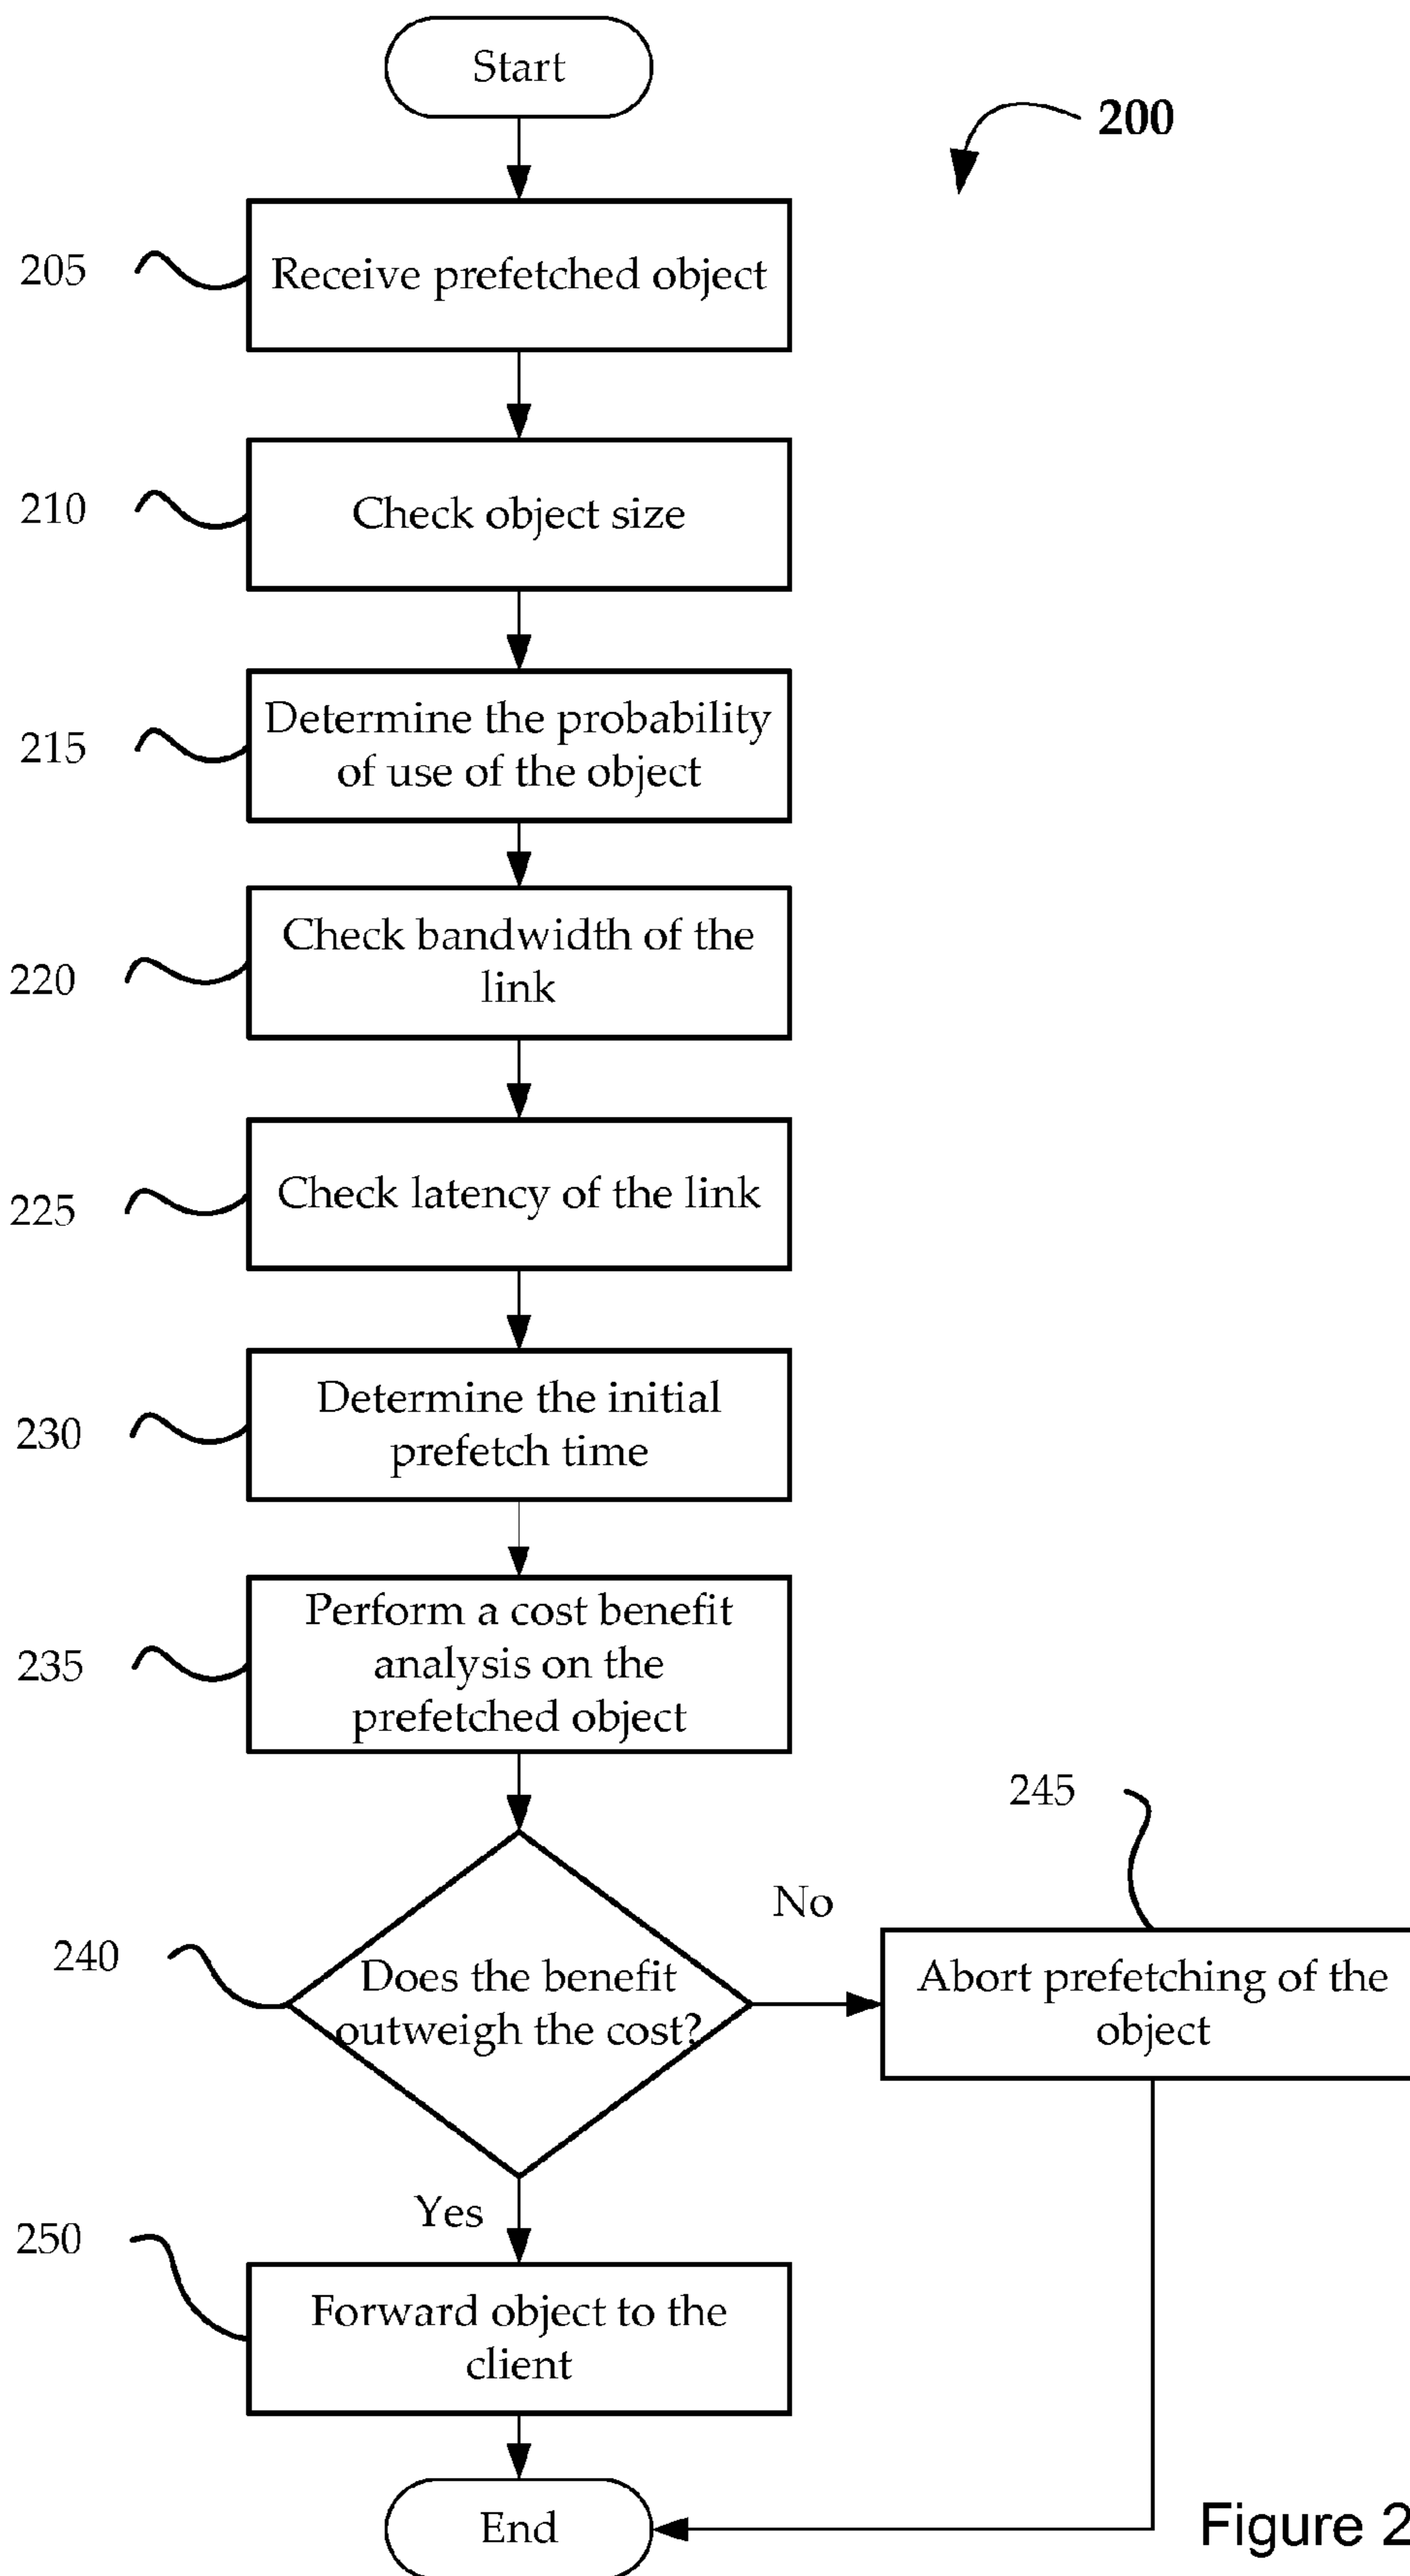 Start
200
205
Receive prefetched object
210
Check object size
215
Determine the probability
of use of the object
220
Check bandwidth of the
link
225
Check latency of the link
230
Determine the initial
prefetch time
235
Perform a cost benefit
analysis on the
prefetched object
240
Does the benefit
outweigh the cost?
No
245
Abort prefetching of the
object
Yes
250
Forward object to the
client
End
Figure 2